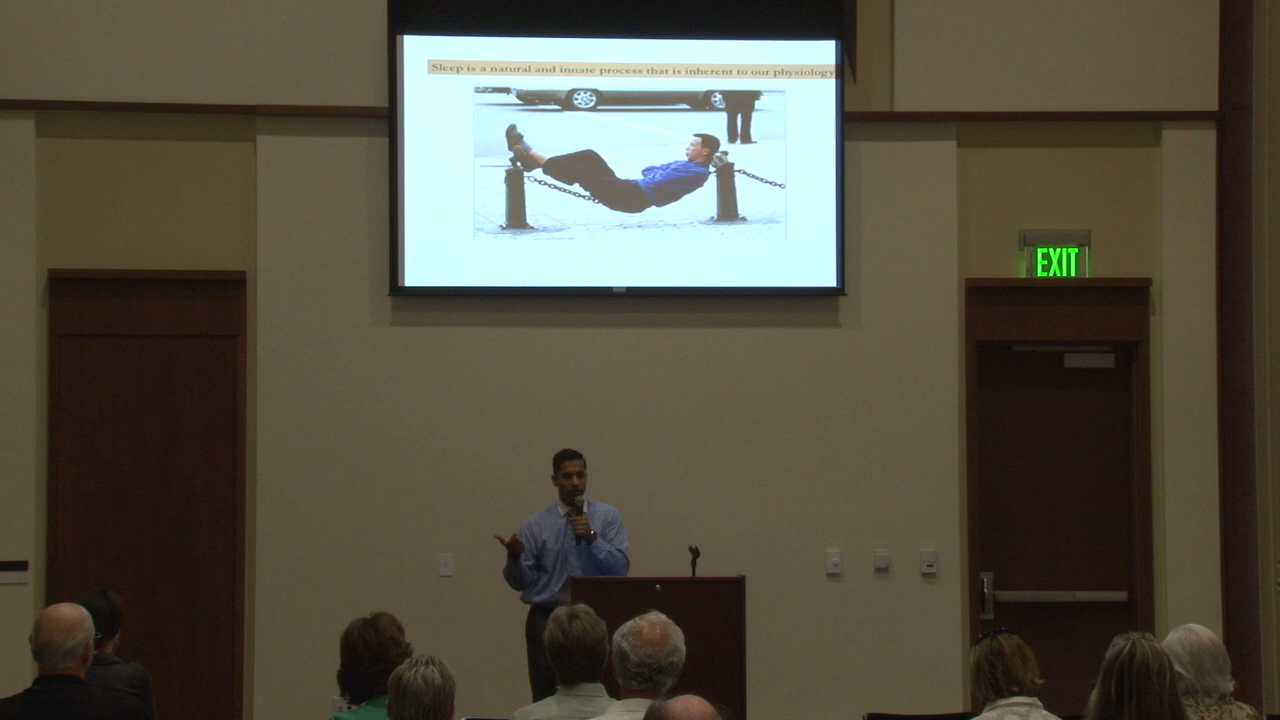 Sleep is a natural and innate process that is inherent to our physiology
EXIT